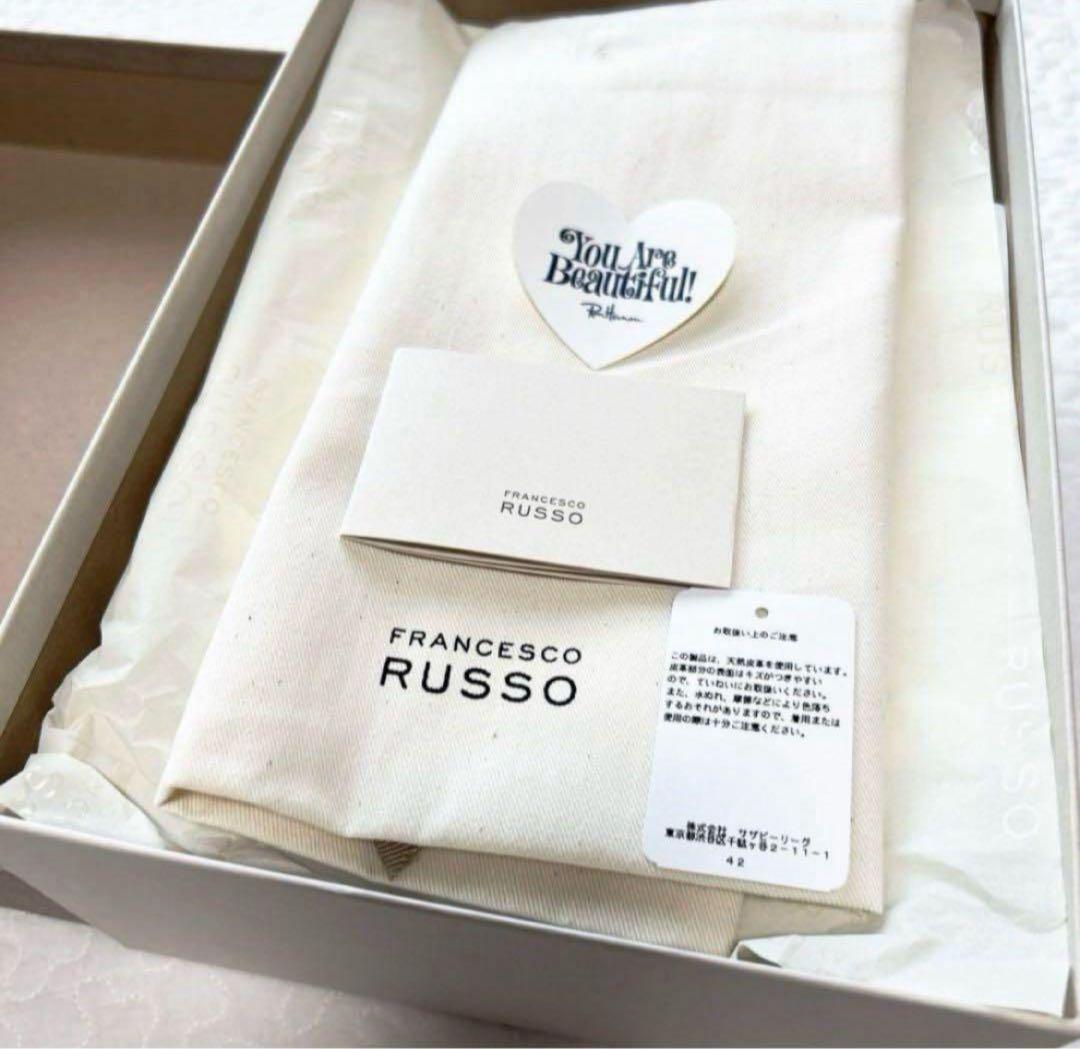 You Are
Beautiful!
Ron Herman
FRANCESCO
RUSSO
FRANCESCO
RUSSO
お取扱い上のご注意
この製品は、天然皮革を使用しています。
皮革部分の表面はキズがつきやすい
ので、ていねいにお取扱いください。
また、水ぬれ、摩擦などにより色落ち
するおそれがありますので、着用または
使用の際は十分ご注意ください。
株式会社 サザビーリーグ
東京都渋谷区千駄ヶ谷2-11-1
42
FRANCESCO
RUSSO